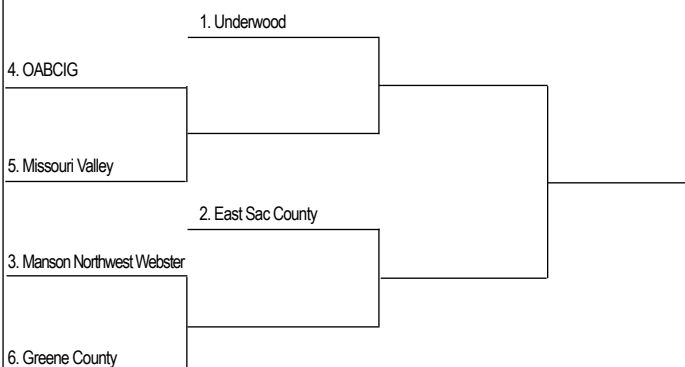 1. Underwood
4. OABCIG
5. Missouri Valley
2. East Sac County
3. Manson Northwest Webster
6. Greene County